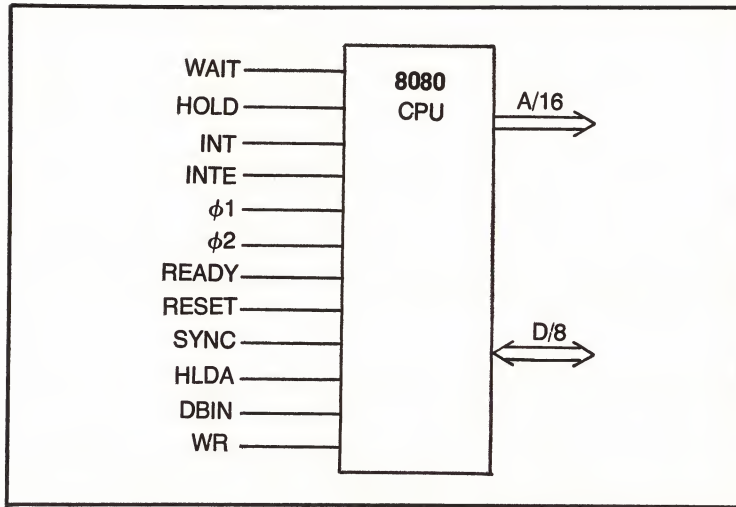 WAIT
HOLD
INT
INTE
ϕ1
ϕ2
READY
RESET
SYNC
HLDA
DBIN
WR
8080
CPU
A/16
D/8